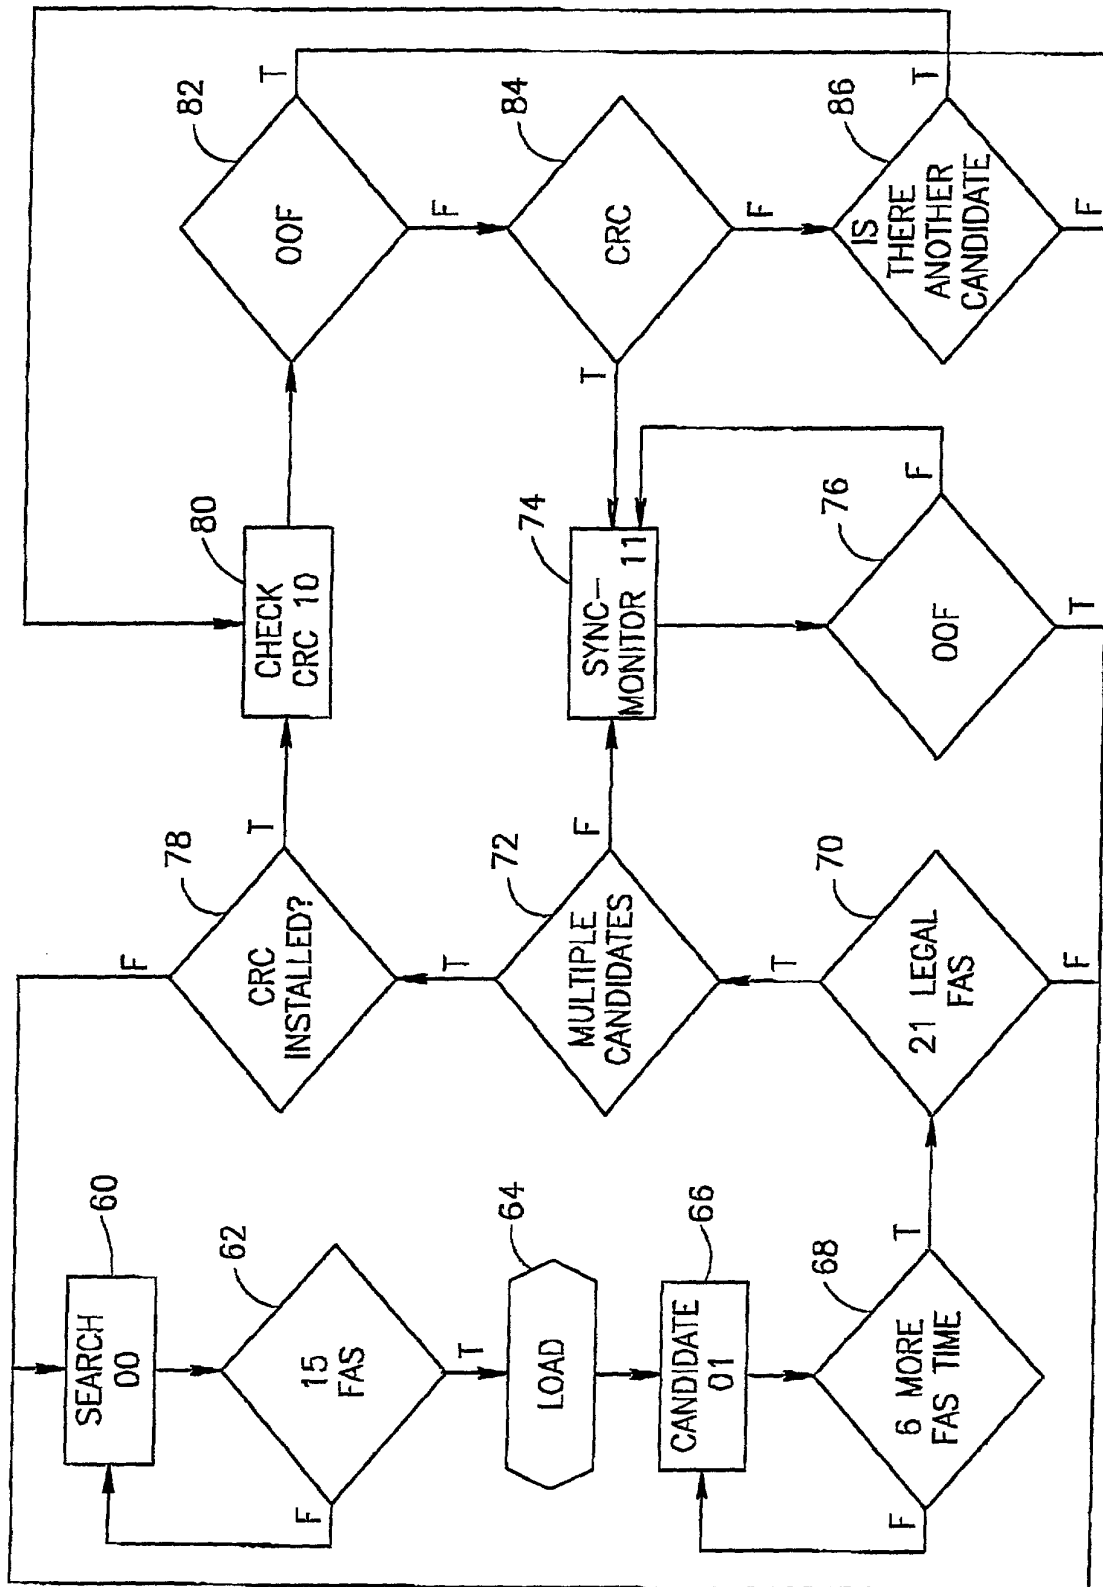 60
SEARCH
00
62
15
FAS
F
T
64
LOAD
66
CANDIDATE
01
68
6 MORE
FAS TIME
F
T
78
CRC
INSTALLED?
F
T
72
MULTIPLE
CANDIDATES
T
F
70
21 LEGAL
FAS
T
F
80
CHECK
CRC 10
74
SYNC-
MONITOR 11
76
OOF
F
T
82
OOF
T
F
84
CRC
T
F
86
IS
THERE
ANOTHER
CANDIDATE
T
F